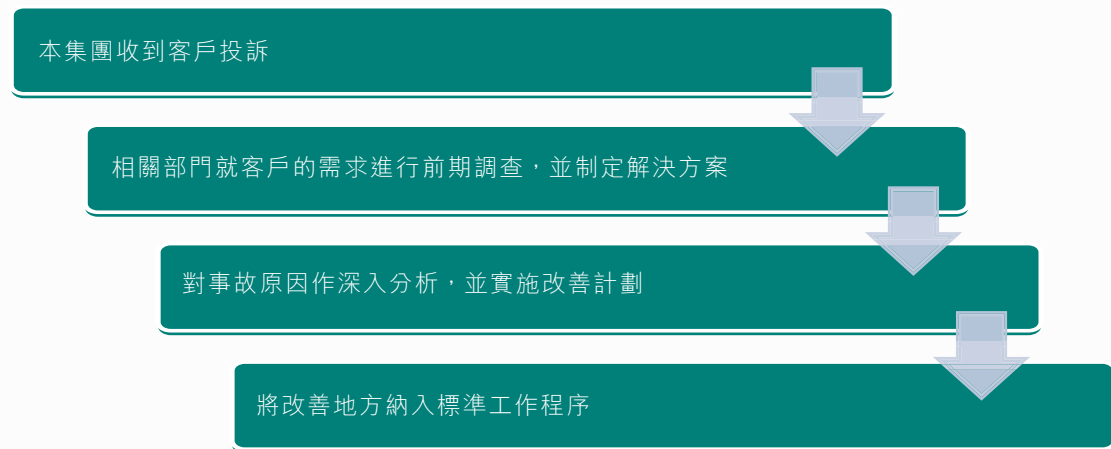 本集團收到客戶投訴
相關部門就客戶的需求進行前期調查，並制定解決方案
對事故原因作深入分析，並實施改善計劃
將改善地方納入標準工作程序